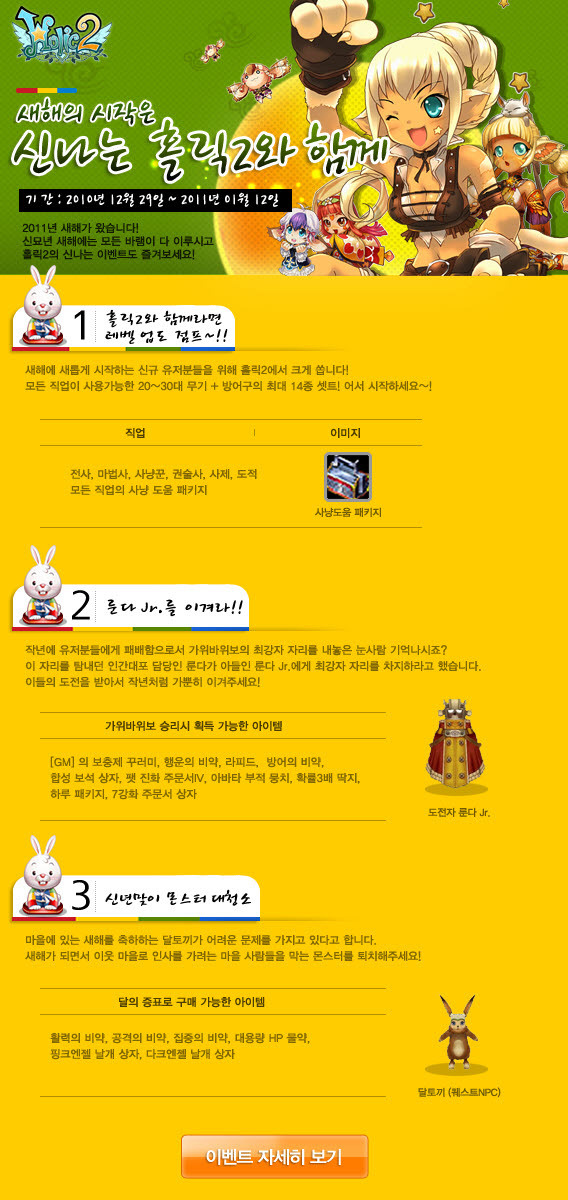 Holic2
새해의 시작은
신나는 홀릭2와 함께
기간 : 2010년 12월 29일 ~ 2011년 01월 12일
2011년 새해가 왔습니다!
신묘년 새해에는 모든 바램이 다 이루시고
홀릭2의 신나는 이벤트도 즐겨보세요!
1 홀릭2와 함께라면
레벨 업도 점프~!!
새해에 새롭게 시작하는 신규 유저분들을 위해 홀릭2에서 크게 쏩니다!
모든 직업이 사용가능한 20~30대 무기 + 방어구의 최대 14종 셋트! 어서 시작하세요~!
직업 이미지
전사, 마법사, 사냥꾼, 권술사, 사제, 도적
모든 직업의 사냥 도움 패키지
사냥도움 패키지
2 룬다 Jr.를 이겨라!!
작년에 유저분들에게 패배함으로서 가위바위보의 최강자 자리를 내놓은 눈사람 기억나시죠?
이 자리를 탐내던 인간대포 담당인 룬다가 아들인 룬다 Jr.에게 최강자 자리를 차지하라고 했습니다.
이들의 도전을 받아서 작년처럼 가뿐히 이겨주세요!
가위바위보 승리시 획득 가능한 아이템
[GM] 의 보충제 꾸러미, 행운의 비약, 라피드, 방어의 비약,
합성 보석 상자, 펫 진화 주문서IV, 아바타 부적 뭉치, 확률3배 딱지,
하루 패키지, 7강화 주문서 상자
도전자 룬다 Jr.
3 신년맞이 몬스터 대청소
마을에 있는 새해를 축하하는 달토끼가 어려운 문제를 가지고 있다고 합니다.
새해가 되면서 이웃 마을로 인사를 가려는 마을 사람들을 막는 몬스터를 퇴치해주세요!
달의 증표로 구매 가능한 아이템
활력의 비약, 공격의 비약, 집중의 비약, 대용량 HP 물약,
핑크엔젤 날개 상자, 다크엔젤 날개 상자
달토끼 (퀘스트NPC)
이벤트 자세히 보기